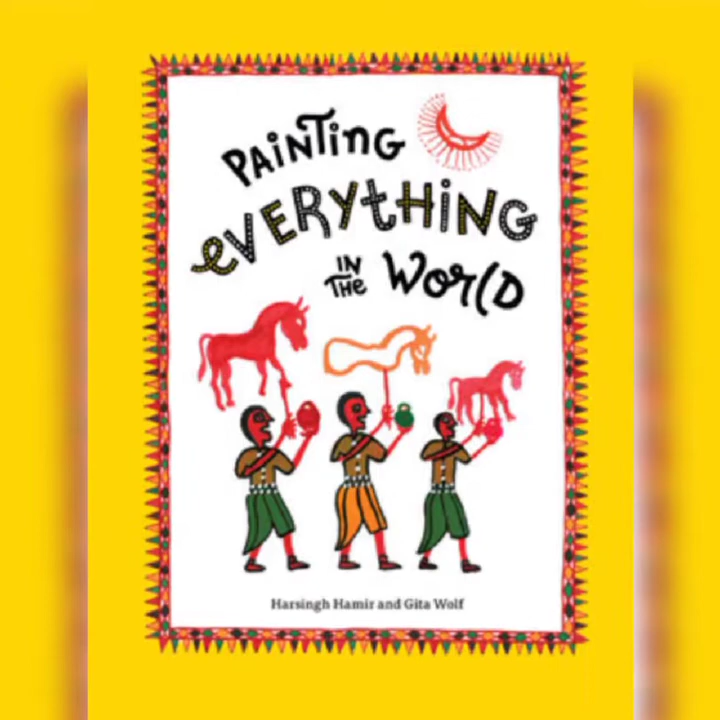 PAiNTing
eVERYtHiNG
IN
THe
WorlD
Harsingh Hamir and Gita Wolf